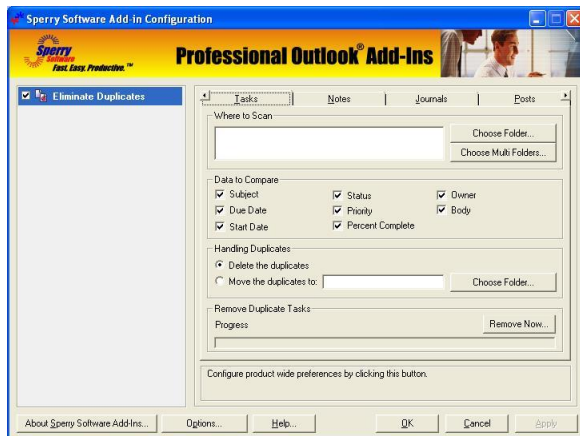 Sperry Software Add-in Configuration
Sperry
Software
Fast. Easy. Productive. ™
Professional Outlook® Add-Ins
Eliminate Duplicates
Tasks Notes Journals Posts
Where to Scan
Choose Folder...
Choose Multi Folders...
Data to Compare
Subject Status Owner
Due Date Priority Body
Start Date Percent Complete
Handling Duplicates
Delete the duplicates
Move the duplicates to: Choose Folder...
Remove Duplicate Tasks
Progress Remove Now...
Configure product wide preferences by clicking this button.
About Sperry Software Add-Ins... Options... Help... OK Cancel Apply